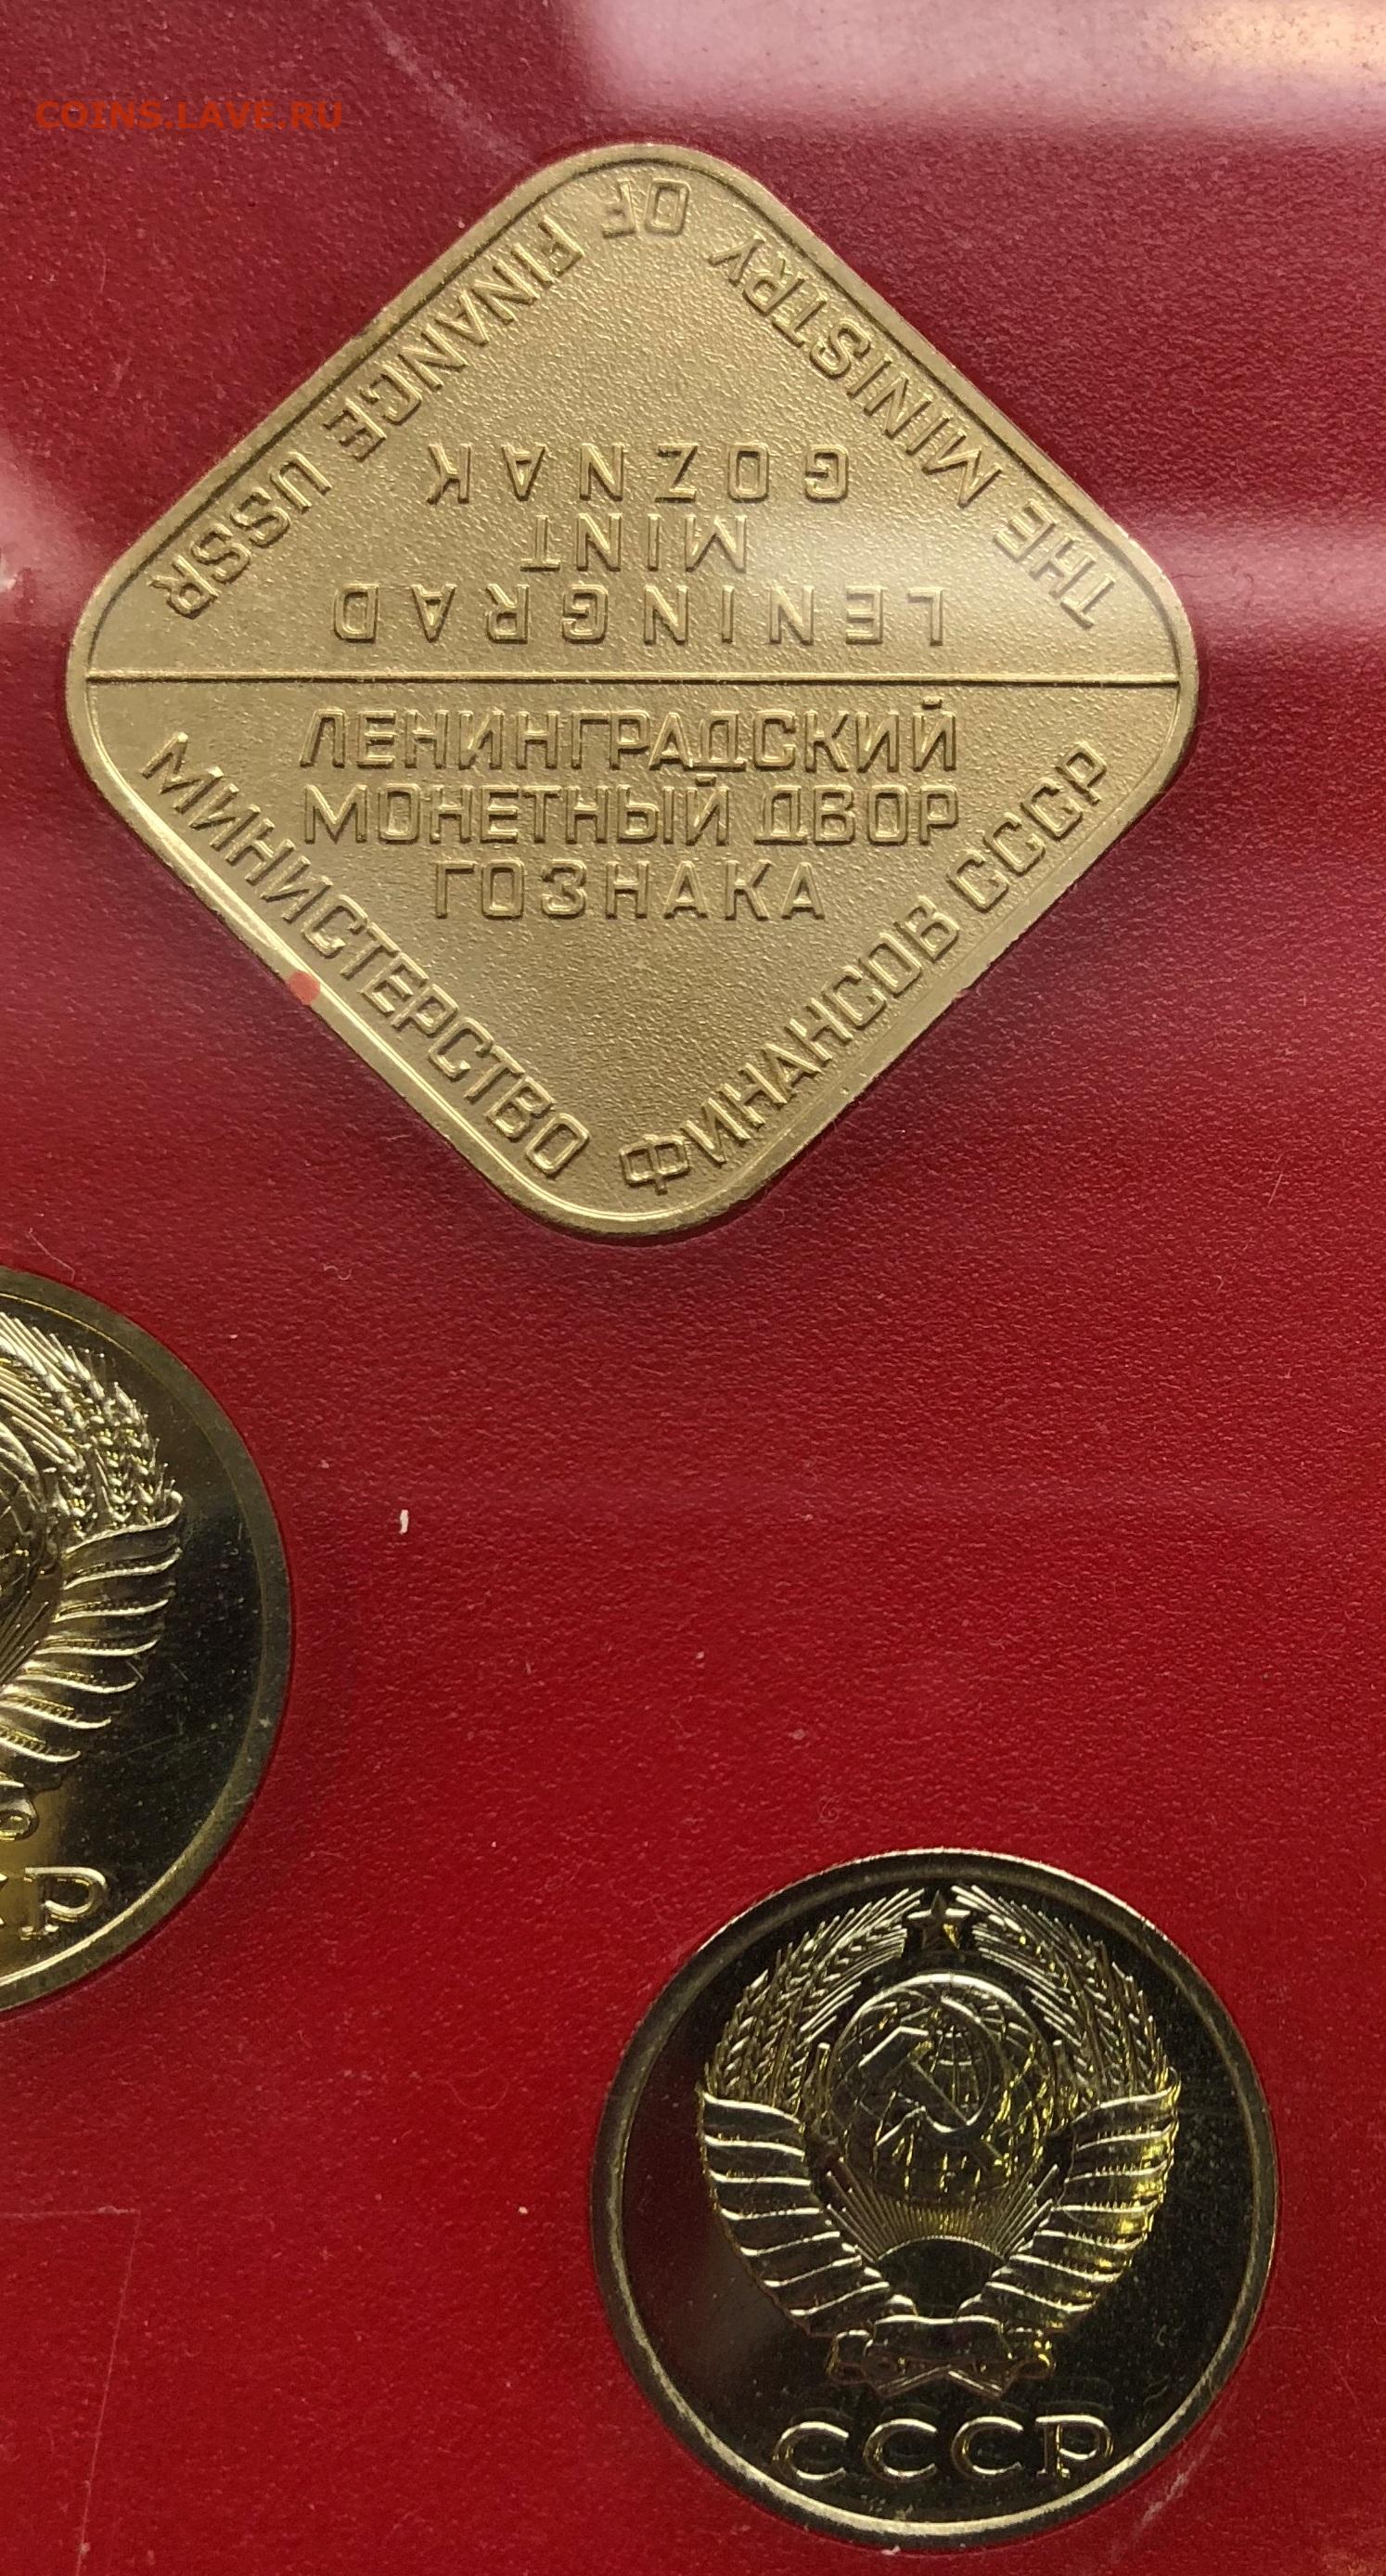 COINS.LAVE.RU
THE MINISTRY OF FINANCE USSR
LENINGRAD
MINT
GOZNAK
ЛЕНИНГРАДСКИЙ
МОНЕТНЫЙ ДВОР
ГОЗНАКА
МИНИСТЕРСТВО ФИНАНСОВ СССР
СССР